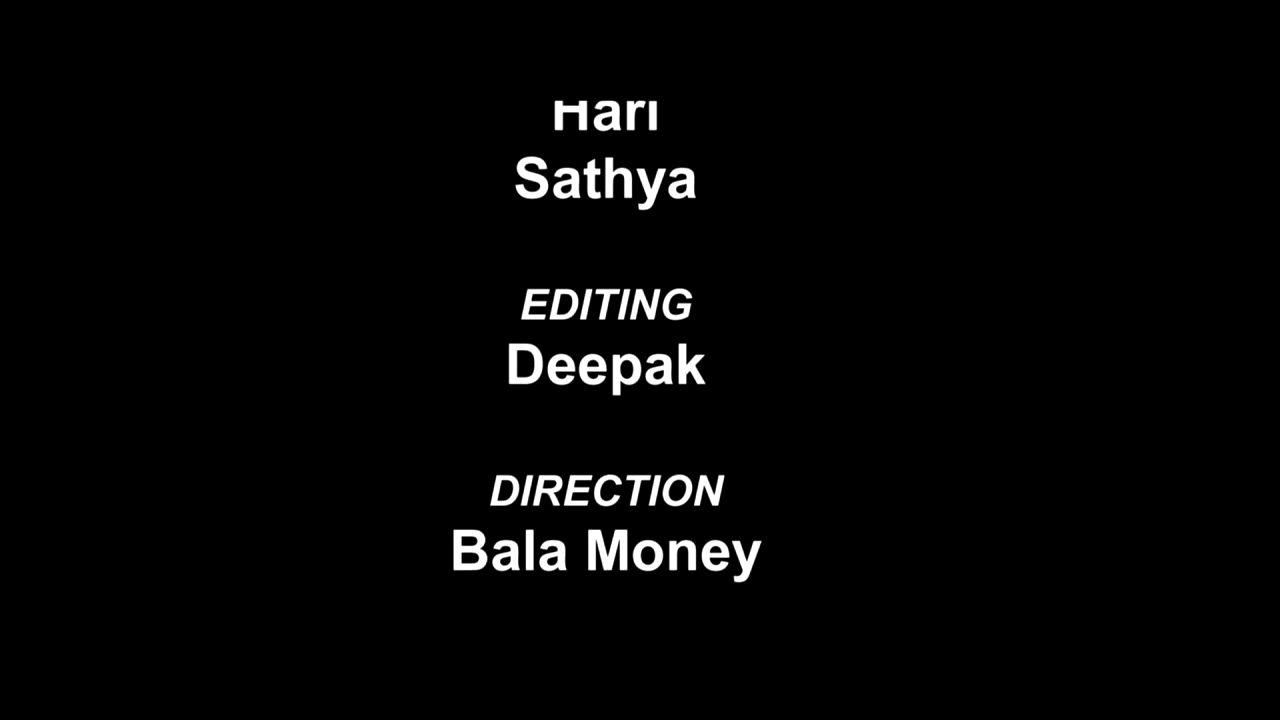 Hari
Sathya
EDITING
Deepak
DIRECTION
Bala Money